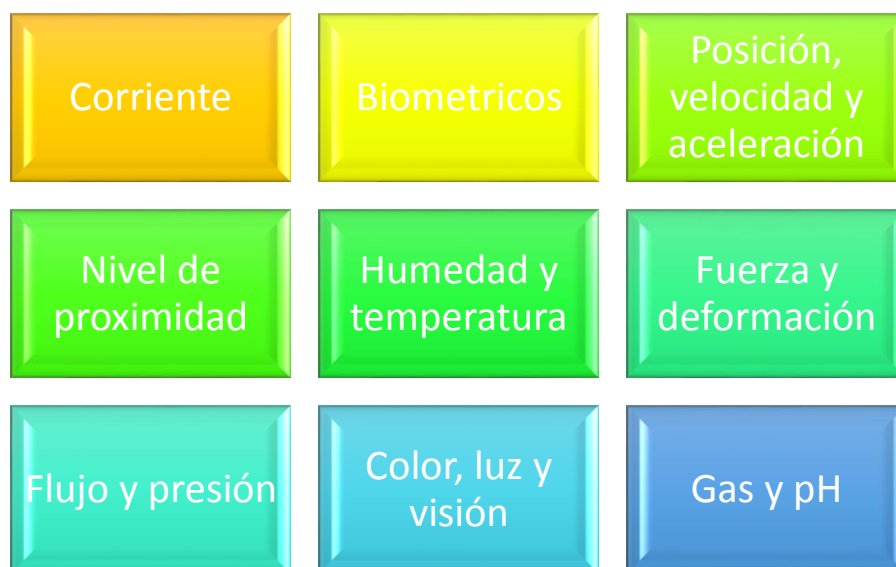 Corriente
Biometricos
Posición,
velocidad y
aceleración
Nivel de
proximidad
Humedad y
temperatura
Fuerza y
deformación
Flujo y presión
Color, luz y
visión
Gas y pH